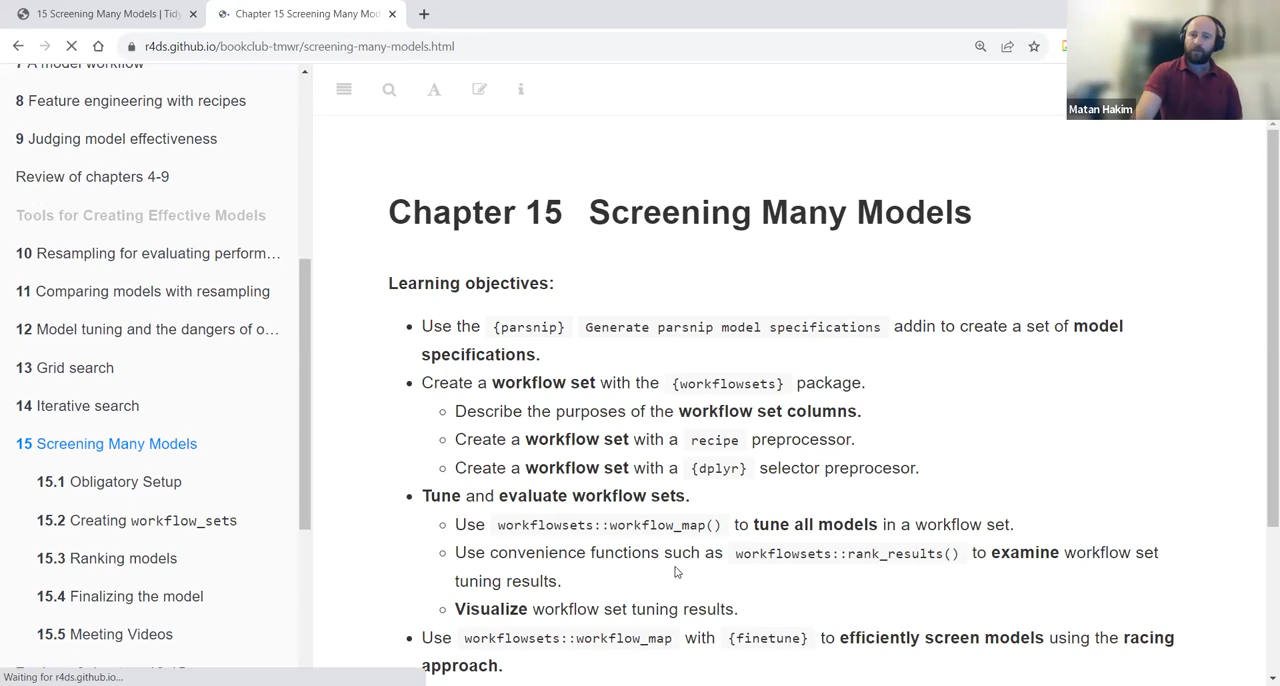 15 Screening Many Models | Tidy
Chapter 15 Screening Many Mod
r4ds.github.io/bookclub-tmwr/screening-many-models.html
Matan Hakim
7 A model workflow
8 Feature engineering with recipes
9 Judging model effectiveness
Review of chapters 4-9
Tools for Creating Effective Models
10 Resampling for evaluating perform…
11 Comparing models with resampling
12 Model tuning and the dangers of o…
13 Grid search
14 Iterative search
15 Screening Many Models
15.1 Obligatory Setup
15.2 Creating workflow_sets
15.3 Ranking models
15.4 Finalizing the model
15.5 Meeting Videos
Waiting for r4ds.github.io...
Chapter 15 Screening Many Models
Learning objectives:
• Use the {parsnip} Generate parsnip model specifications addin to create a set of model
specifications.
• Create a workflow set with the {workflowsets} package.
○ Describe the purposes of the workflow set columns.
○ Create a workflow set with a recipe preprocessor.
○ Create a workflow set with a {dplyr} selector preprocesor.
• Tune and evaluate workflow sets.
○ Use workflowsets::workflow_map() to tune all models in a workflow set.
○ Use convenience functions such as workflowsets::rank_results() to examine workflow set
tuning results.
○ Visualize workflow set tuning results.
• Use workflowsets::workflow_map with {finetune} to efficiently screen models using the racing
approach.